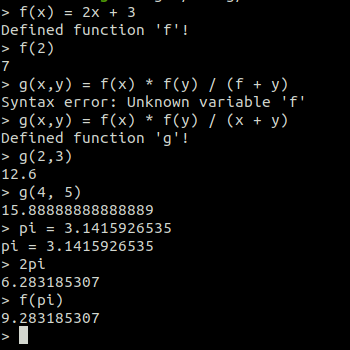 > f(x) = 2x + 3
Defined function 'f'!
> f(2)
7
> g(x,y) = f(x) * f(y) / (f + y)
Syntax error: Unknown variable 'f'
> g(x,y) = f(x) * f(y) / (x + y)
Defined function 'g'!
> g(2,3)
12.6
> g(4, 5)
15.88888888888889
> pi = 3.1415926535
pi = 3.1415926535
> 2pi
6.283185307
> f(pi)
9.283185307
>